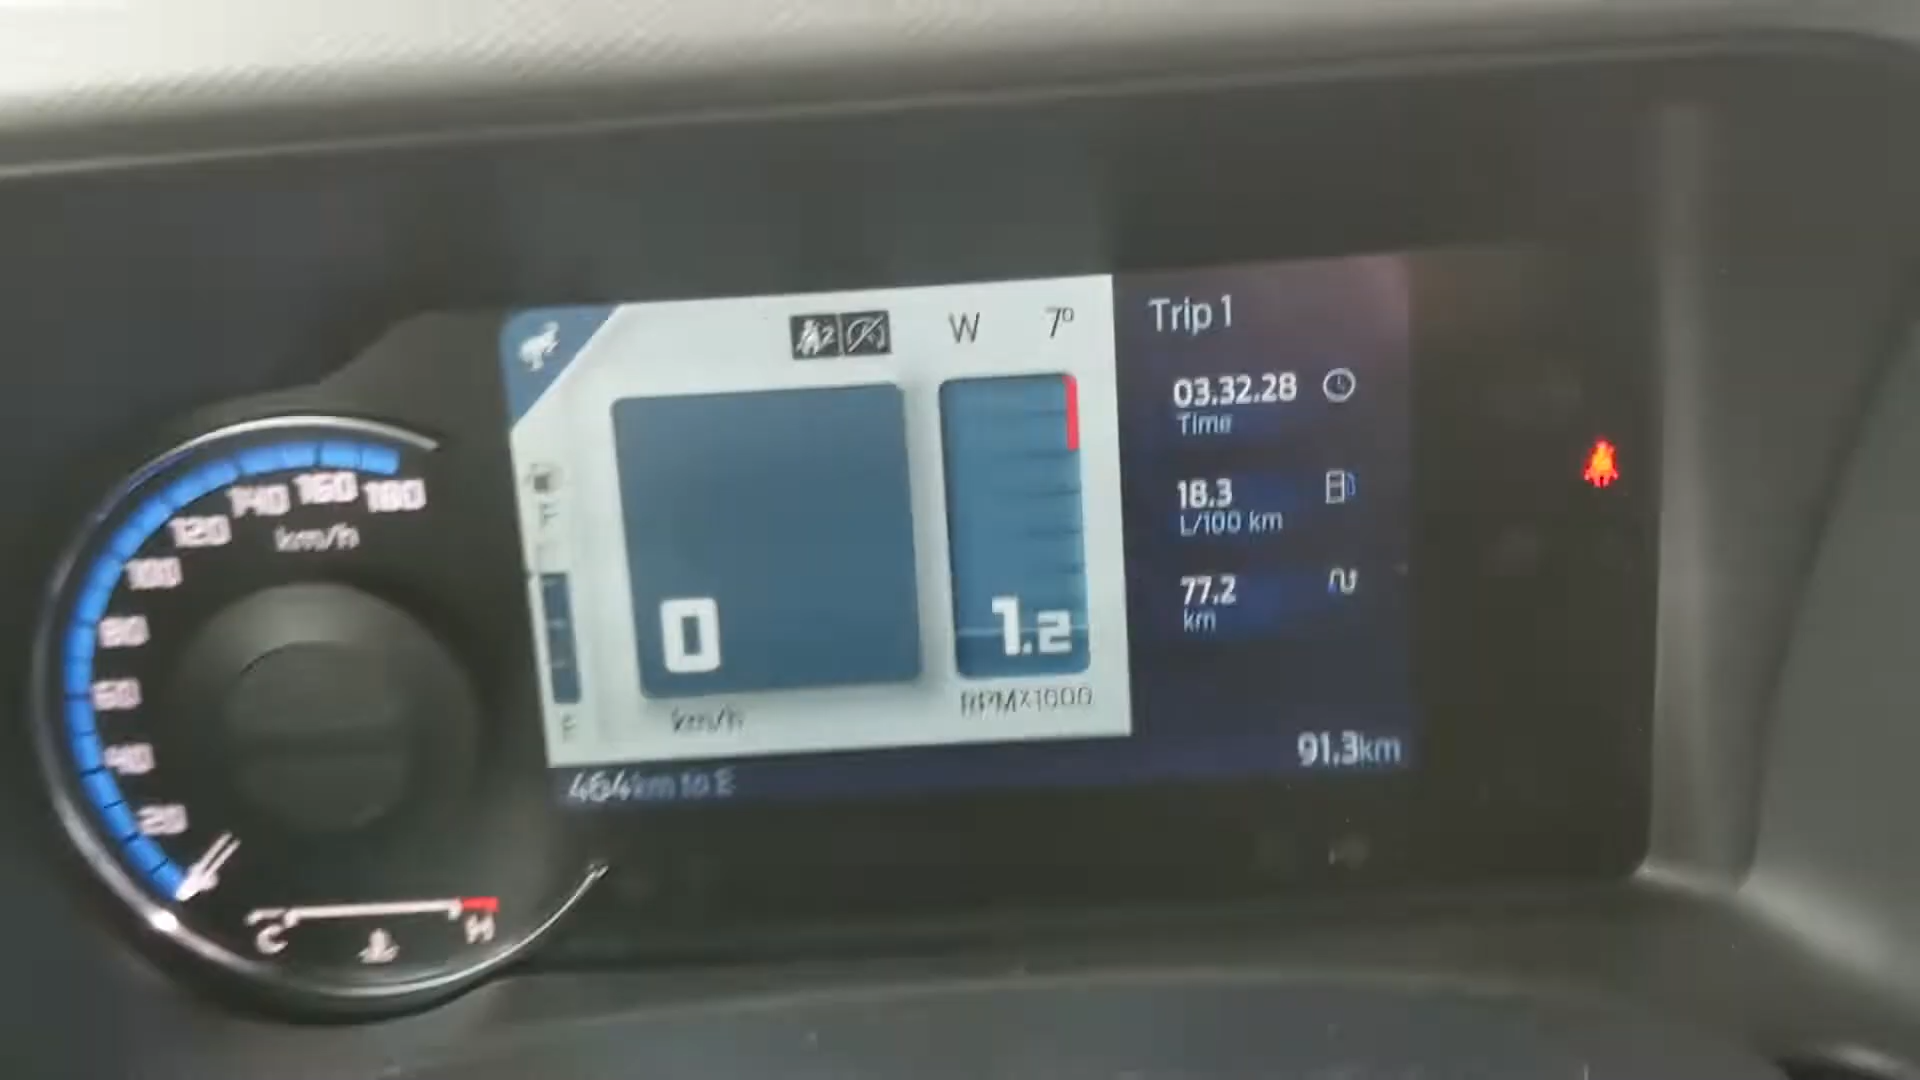 W 7°
Trip 1
03.32.28
Time
18.3
L/100 km
77.2
km
0
km/h
1.2
RPMX1000
F
E
464km to E
91.3km
180
160
140
120
100
80
60
40
20
km/h
C H